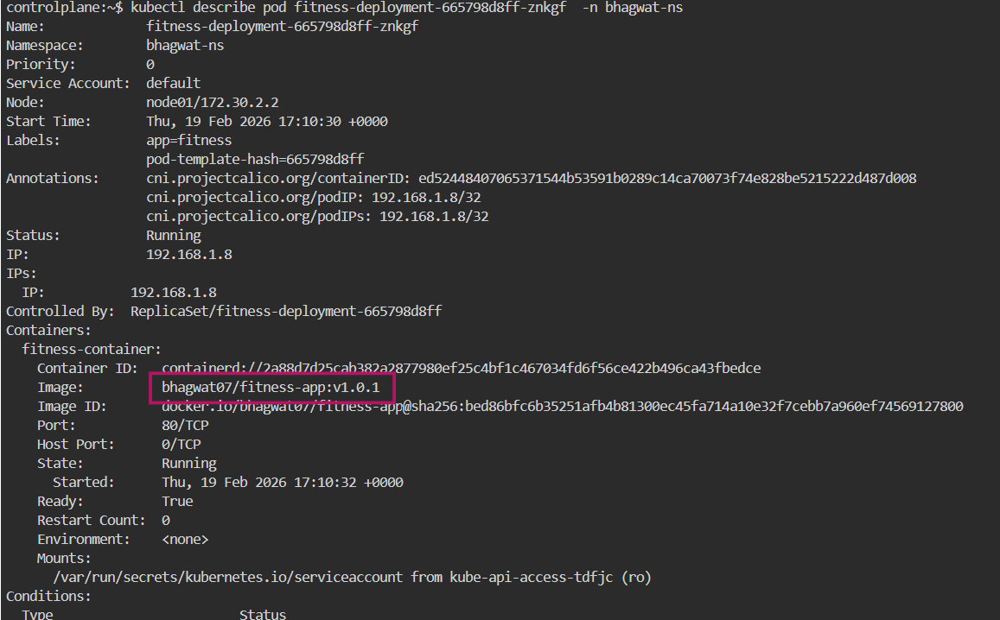 controlplane:~$ kubectl describe pod fitness-deployment-665798d8ff-znkgf  -n bhagwat-ns
Name:             fitness-deployment-665798d8ff-znkgf
Namespace:        bhagwat-ns
Priority:         0
Service Account:  default
Node:             node01/172.30.2.2
Start Time:       Thu, 19 Feb 2026 17:10:30 +0000
Labels:           app=fitness
                  pod-template-hash=665798d8ff
Annotations:      cni.projectcalico.org/containerID: ed52448407065371544b53591b0289c14ca70073f74e828be5215222d487d008
                  cni.projectcalico.org/podIP: 192.168.1.8/32
                  cni.projectcalico.org/podIPs: 192.168.1.8/32
Status:           Running
IP:               192.168.1.8
IPs:
  IP:           192.168.1.8
Controlled By:  ReplicaSet/fitness-deployment-665798d8ff
Containers:
  fitness-container:
    Container ID:   containerd://2a88d7d25cab382a2877980ef25c4bf1c467034fd6f56ce422b496ca43fbedce
    Image:          bhagwat07/fitness-app:v1.0.1
    Image ID:       docker.io/bhagwat07/fitness-app@sha256:bed86bfc6b35251afb4b81300ec45fa714a10e32f7cebb7a960ef74569127800
    Port:           80/TCP
    Host Port:      0/TCP
    State:          Running
      Started:      Thu, 19 Feb 2026 17:10:32 +0000
    Ready:          True
    Restart Count:  0
    Environment:    <none>
    Mounts:
      /var/run/secrets/kubernetes.io/serviceaccount from kube-api-access-tdfjc (ro)
Conditions:
  Type                        Status